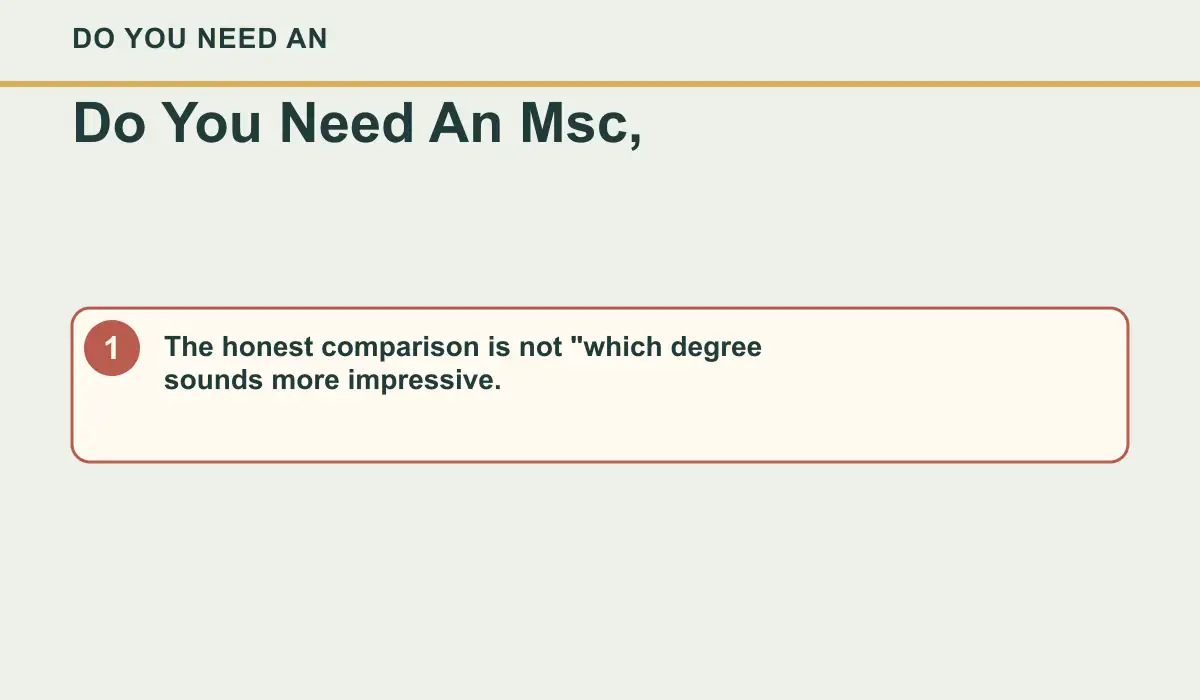 DO YOU NEED AN
Do You Need An Msc,
1
The honest comparison is not "which degree
sounds more impressive.